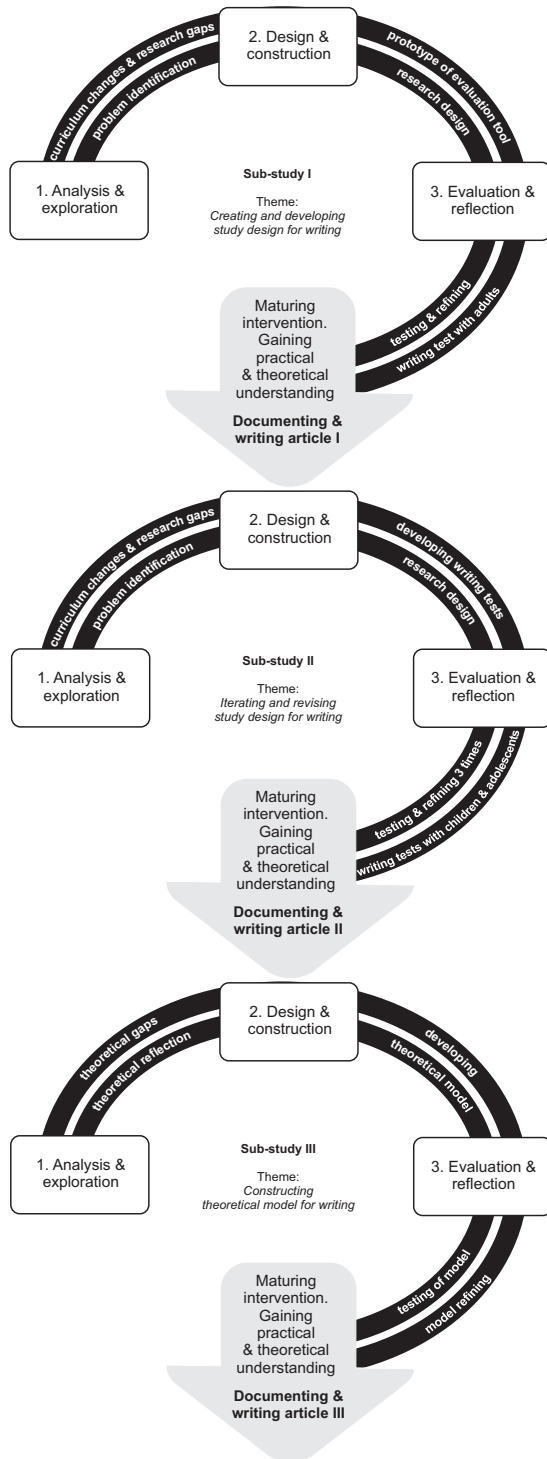 2. Design &
construction
curriculum changes & research gaps
problem identification
prototype of evaluation tool
research design
1. Analysis &
exploration
Sub-study I
Theme:
Creating and developing
study design for writing
3. Evaluation &
reflection
testing & refining
writing test with adults
Maturing
intervention.
Gaining
practical
& theoretical
understanding
Documenting &
writing article I
2. Design &
construction
curriculum changes & research gaps
problem identification
developing writing tests
research design
1. Analysis &
exploration
Sub-study II
Theme:
Iterating and revising
study design for writing
3. Evaluation &
reflection
testing & refining 3 times
writing tests with children & adolescents
Maturing
intervention.
Gaining
practical
& theoretical
understanding
Documenting &
writing article II
2. Design &
construction
theoretical gaps
theoretical reflection
developing
theoretical model
1. Analysis &
exploration
Sub-study III
Theme:
Constructing
theoretical model for writing
3. Evaluation &
reflection
testing of model
model refining
Maturing
intervention.
Gaining
practical
& theoretical
understanding
Documenting &
writing article III